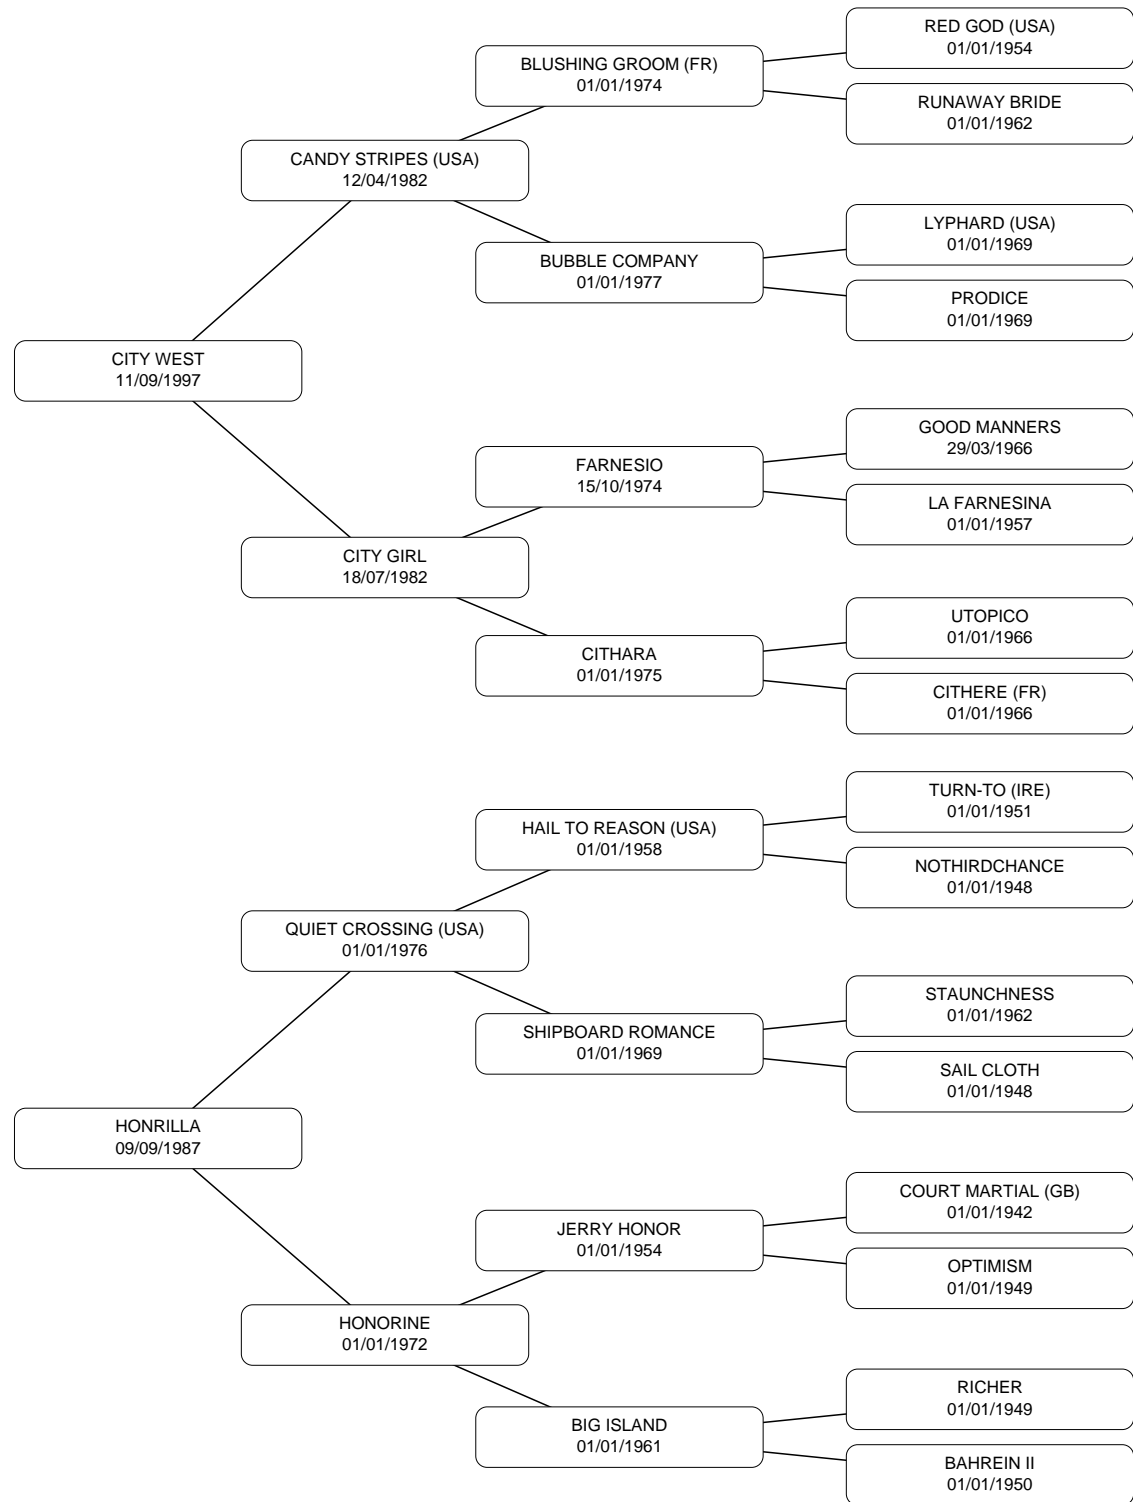 RED GOD (USA)
01/01/1954
BLUSHING GROOM (FR)
01/01/1974
RUNAWAY BRIDE
01/01/1962
CANDY STRIPES (USA)
12/04/1982
LYPHARD (USA)
01/01/1969
BUBBLE COMPANY
01/01/1977
PRODICE
01/01/1969
CITY WEST
11/09/1997
GOOD MANNERS
29/03/1966
FARNESIO
15/10/1974
LA FARNESINA
01/01/1957
CITY GIRL
18/07/1982
UTOPICO
01/01/1966
CITHARA
01/01/1975
CITHERE (FR)
01/01/1966
TURN-TO (IRE)
01/01/1951
HAIL TO REASON (USA)
01/01/1958
NOTHIRDCHANCE
01/01/1948
QUIET CROSSING (USA)
01/01/1976
STAUNCHNESS
01/01/1962
SHIPBOARD ROMANCE
01/01/1969
SAIL CLOTH
01/01/1948
HONRILLA
09/09/1987
COURT MARTIAL (GB)
01/01/1942
JERRY HONOR
01/01/1954
OPTIMISM
01/01/1949
HONORINE
01/01/1972
RICHER
01/01/1949
BIG ISLAND
01/01/1961
BAHREIN II
01/01/1950